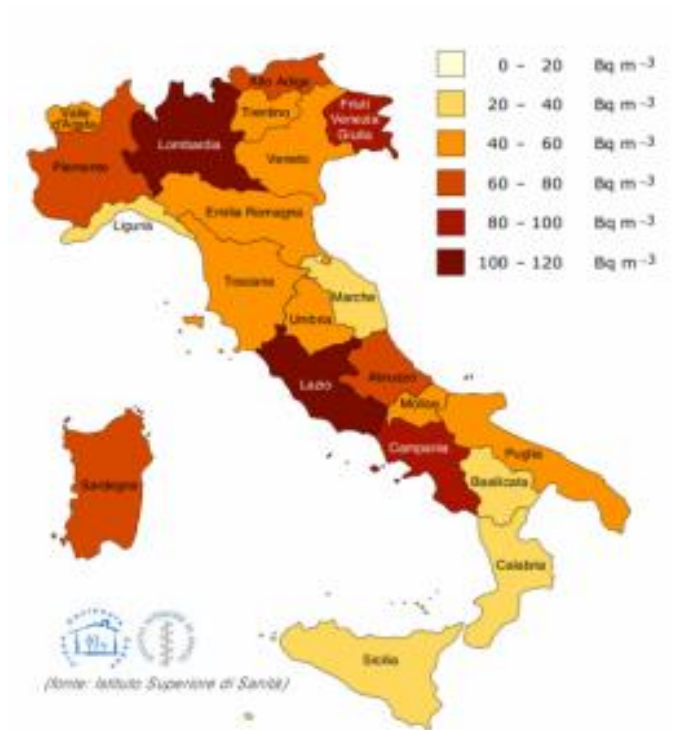 0 – 20 Bq m⁻³
20 – 40 Bq m⁻³
40 – 60 Bq m⁻³
60 – 80 Bq m⁻³
80 – 100 Bq m⁻³
100 – 120 Bq m⁻³
Alto Adige
Valle
d'Aosta
Trentino
Friuli
Venezia
Giulia
Lombardia
Veneto
Piemonte
Emilia Romagna
Liguria
Toscana
Marche
Umbria
Lazio
Abruzzo
Molise
Campania
Puglia
Basilicata
Sardegna
Calabria
Sicilia
(fonte: Istituto Superiore di Sanità)